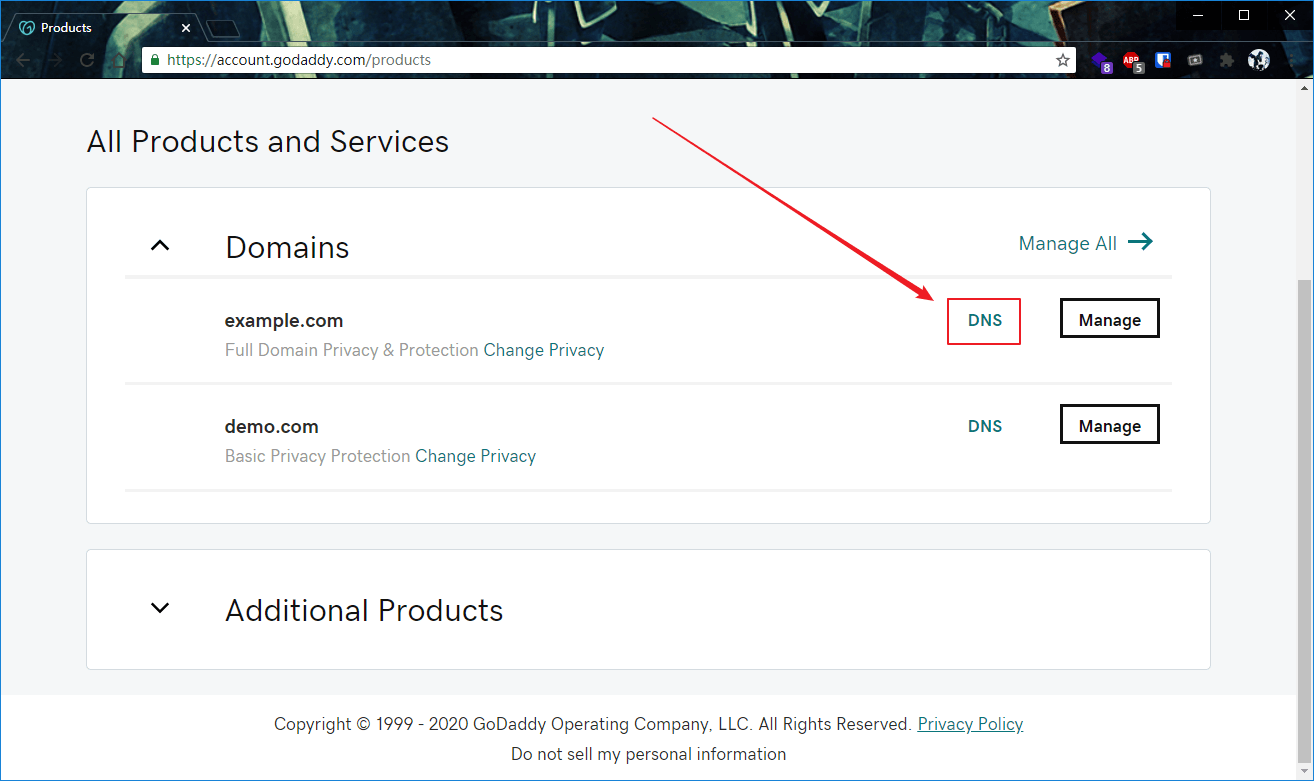 Products
https://account.godaddy.com/products
8
ABP
5
All Products and Services
Domains
Manage All
example.com
DNS
Manage
Full Domain Privacy & Protection Change Privacy
demo.com
DNS
Manage
Basic Privacy Protection Change Privacy
Additional Products
Copyright © 1999 - 2020 GoDaddy Operating Company, LLC. All Rights Reserved. Privacy Policy
Do not sell my personal information